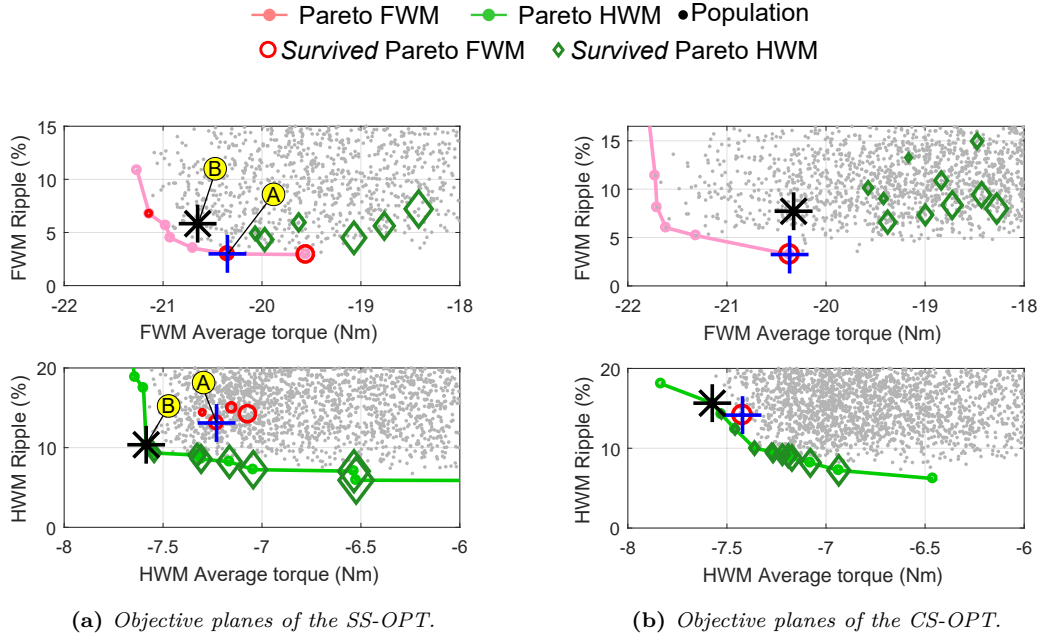 Pareto FWM Pareto HWM Population
Survived Pareto FWM Survived Pareto HWM
15
10
5
0
FWM Ripple (%)
B
A
-22 -21 -20 -19 -18
FWM Average torque (Nm)
15
10
5
0
FWM Ripple (%)
-22 -21 -20 -19 -18
FWM Average torque (Nm)
20
10
0
HWM Ripple (%)
A
B
-8 -7.5 -7 -6.5 -6
HWM Average torque (Nm)
20
10
0
HWM Ripple (%)
-8 -7.5 -7 -6.5 -6
HWM Average torque (Nm)
(a) Objective planes of the SS-OPT.
(b) Objective planes of the CS-OPT.